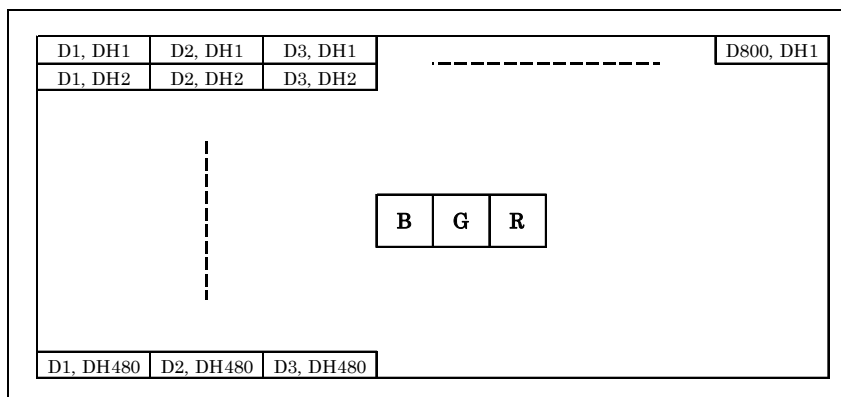 D1, DH1 D2, DH1 D3, DH1 D800, DH1
D1, DH2 D2, DH2 D3, DH2
B G R
D1, DH480 D2, DH480 D3, DH480